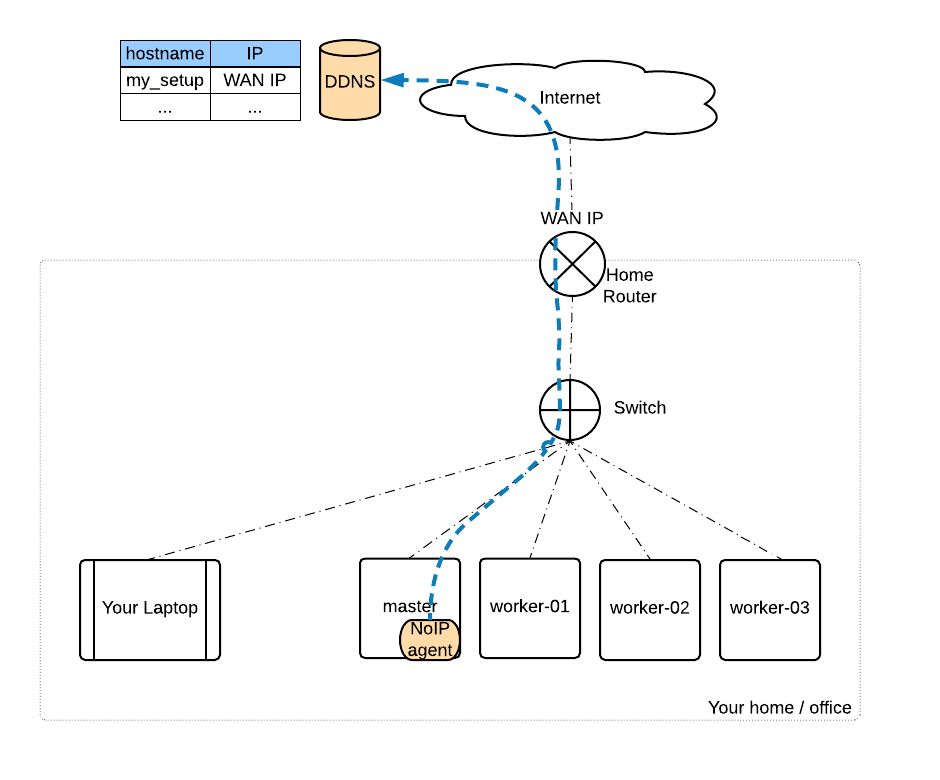 hostname IP
my_setup WAN IP
... ...
DDNS
Internet
WAN IP
Home
Router
Switch
Your Laptop
master
NoIP
agent
worker-01
worker-02
worker-03
Your home / office